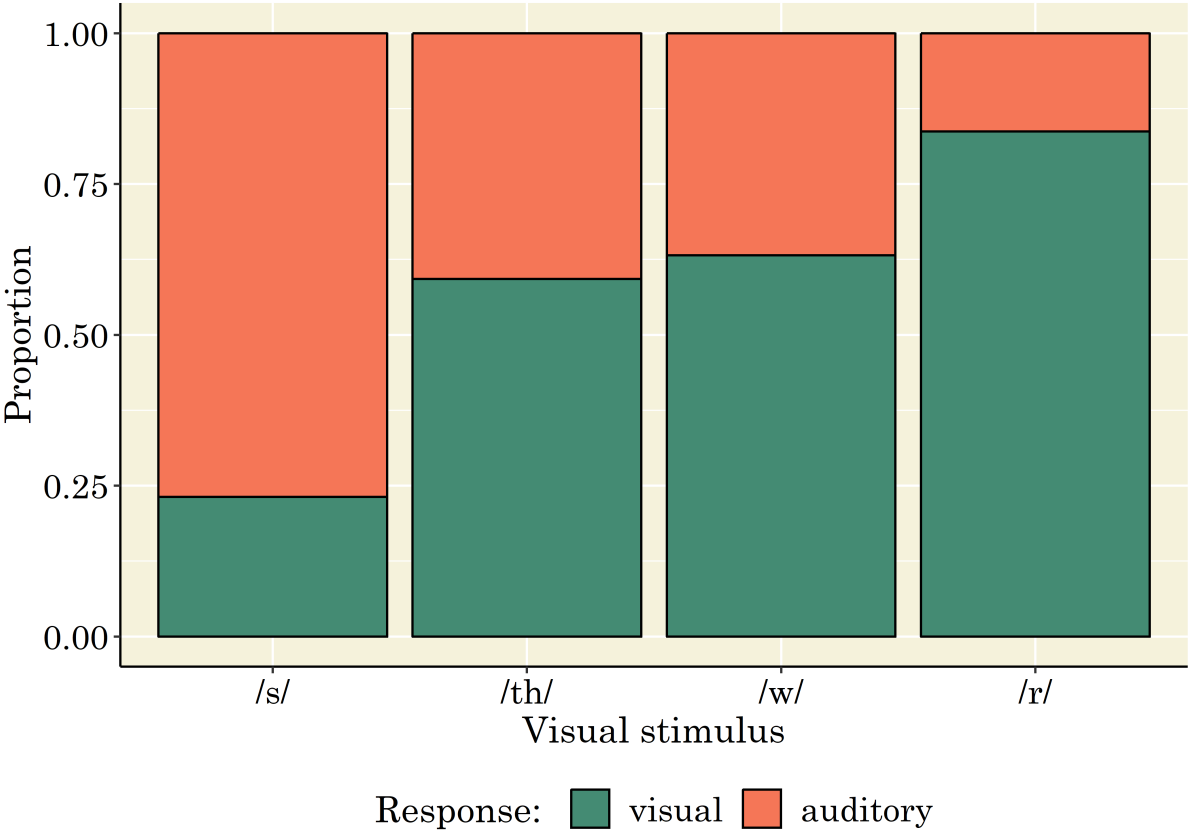 1.00
0.75
0.50
0.25
0.00
Proportion
/s/ /th/ /w/ /r/
Visual stimulus
Response: visual auditory